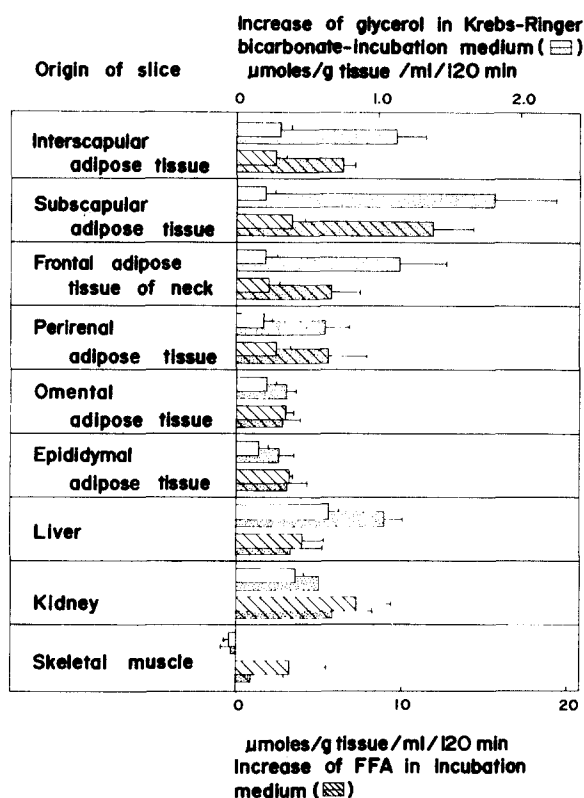 Increase of glycerol in Krebs-Ringer
bicarbonate-incubation medium ( )
Origin of slice
μmoles/g tissue /ml/120 min
0 1.0 2.0
Interscapular
adipose tissue
Subscapular
adipose tissue
Frontal adipose
tissue of neck
Perirenal
adipose tissue
Omental
adipose tissue
Epididymal
adipose tissue
Liver
Kidney
Skeletal muscle
0 10 20
μmoles/g tissue/ml/120 min
Increase of FFA in incubation
medium ( )